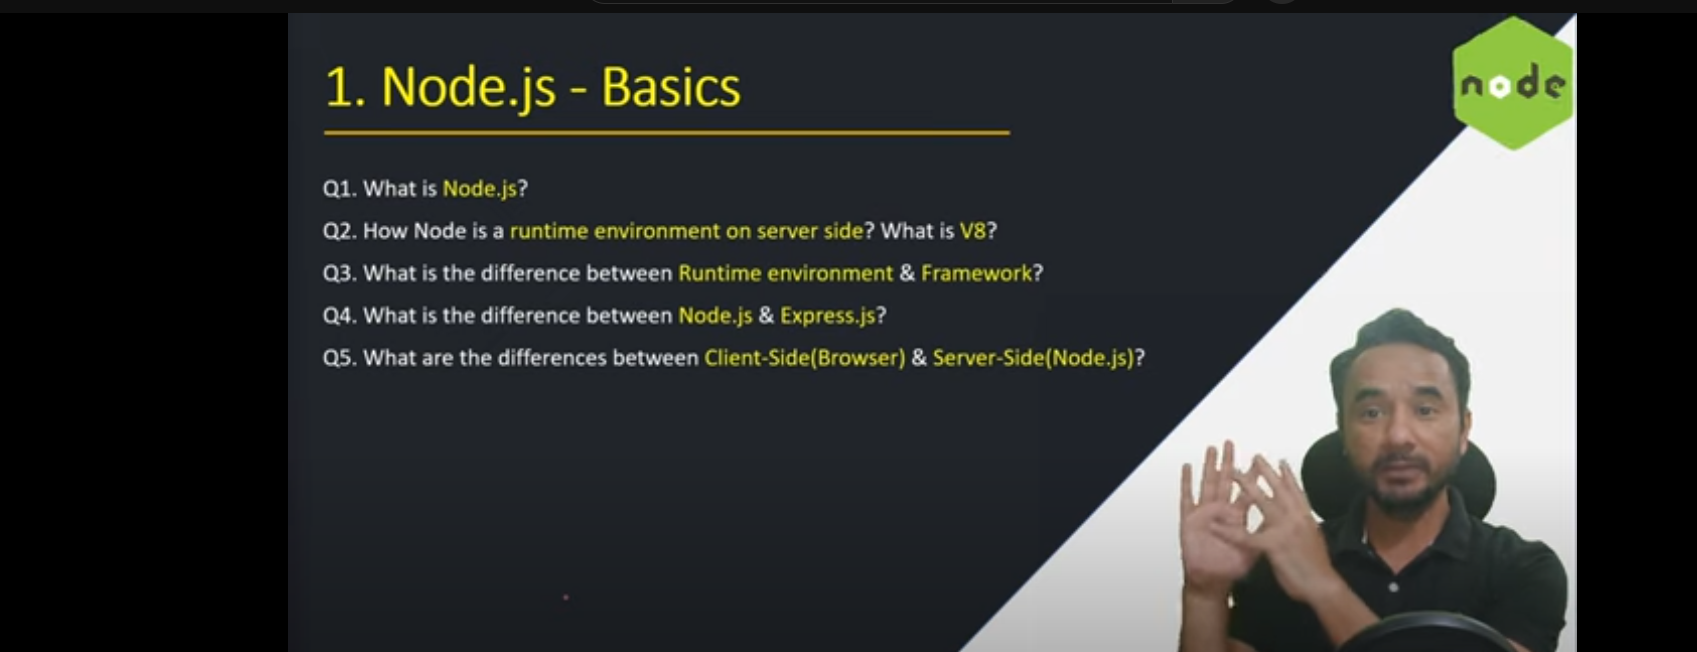 1. Node.js - Basics
node
Q1. What is Node.js?
Q2. How Node is a runtime environment on server side? What is V8?
Q3. What is the difference between Runtime environment & Framework?
Q4. What is the difference between Node.js & Express.js?
Q5. What are the differences between Client-Side(Browser) & Server-Side(Node.js)?